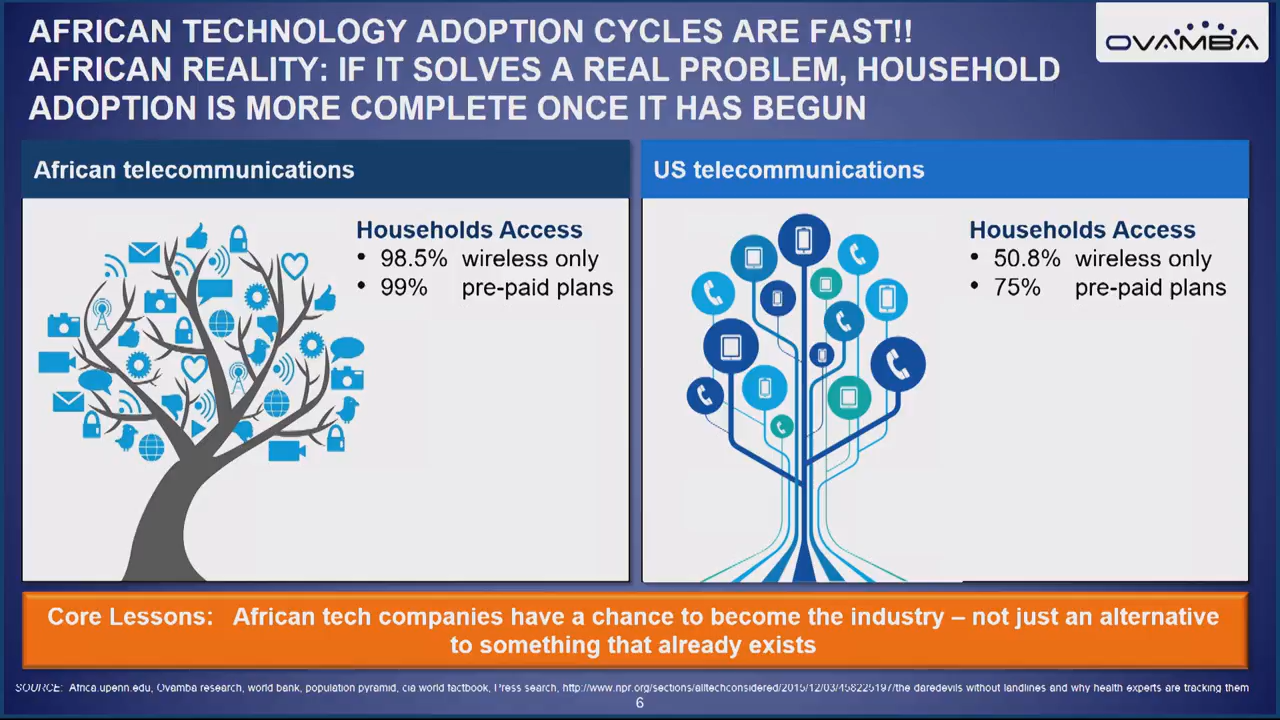 AFRICAN TECHNOLOGY ADOPTION CYCLES ARE FAST!!
AFRICAN REALITY: IF IT SOLVES A REAL PROBLEM, HOUSEHOLD
ADOPTION IS MORE COMPLETE ONCE IT HAS BEGUN
OVAMBA
African telecommunications
Households Access
• 98.5% wireless only
• 99% pre-paid plans
US telecommunications
Households Access
• 50.8% wireless only
• 75% pre-paid plans
Core Lessons: African tech companies have a chance to become the industry – not just an alternative
to something that already exists
SOURCE: Africa.upenn.edu, Ovamba research, world bank, population pyramid, cia world factbook, Press search, http://www.npr.org/sections/alltechconsidered/2015/12/03/458225197/the daredevils without landlines and why health experts are tracking them
6